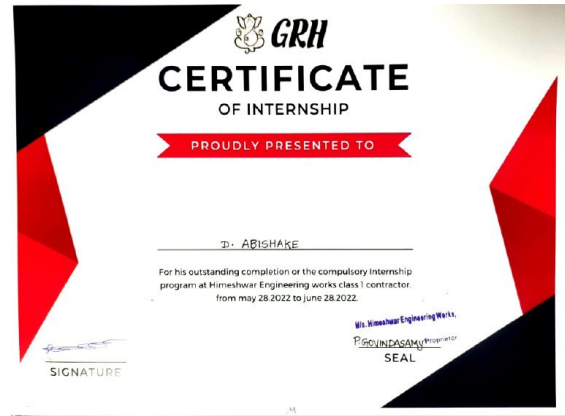 GRH
CERTIFICATE
OF INTERNSHIP
PROUDLY PRESENTED TO
D. ABISHAKE
For his outstanding completion or the compulsory Internship
program at Himeshwar Engineering works class 1 contractor.
from may 28.2022 to june 28.2022.
M/s. Himeshwar Engineering Works,
P. GOVINDASAMY Proprietor
SIGNATURE
SEAL